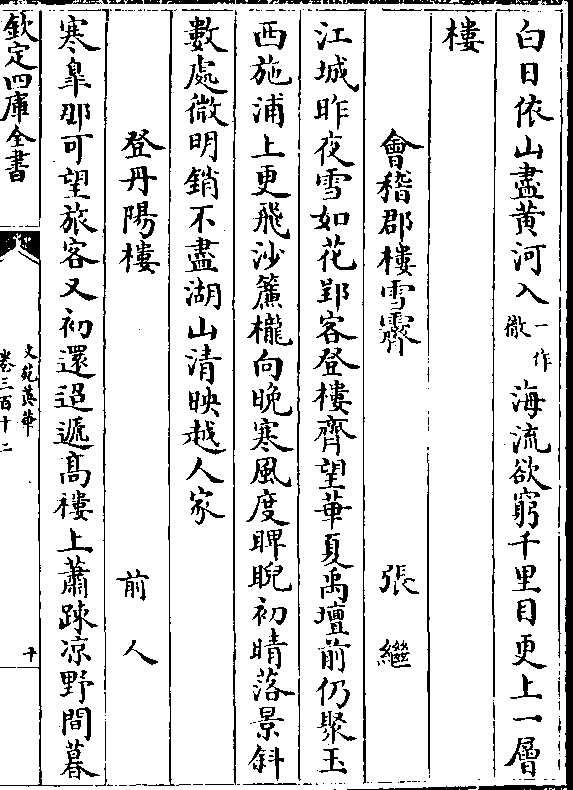 白日依山盡黄河入一作徹海流欲窮千里目更上一層
樓
會稽郡樓雪霽 張繼
江城昨夜雪如花郢客登樓齊望華夏禹壇前仍聚玉
西施浦上更飛沙簾櫳向晚寒風度睥睨初晴落景斜
數處微明銷不盡湖山清映越人家
登丹陽樓 前人
寒臯那可望旅客又初還迢遞髙樓上蕭踈凉野間暮
欽定四庫全書
文苑英華
卷三百十二
十